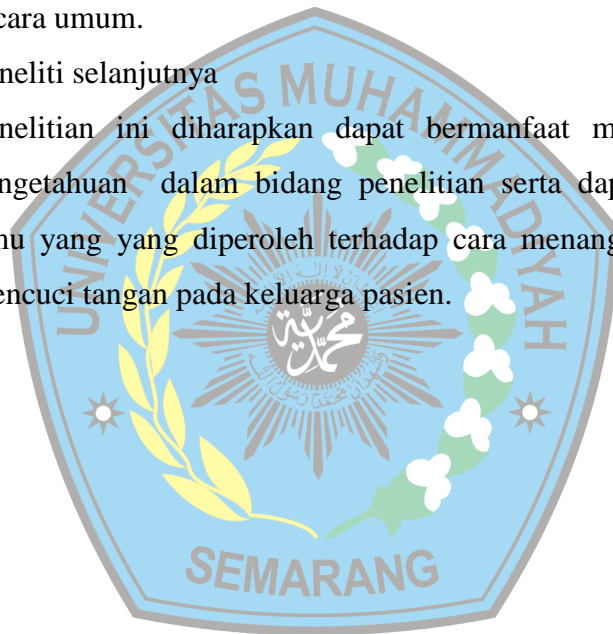 cara umum.
neliti selanjutnya
nelitian ini diharapkan dapat bermanfaat m
ngetahuan dalam bidang penelitian serta dap
nu yang yang diperoleh terhadap cara menang
encuci tangan pada keluarga pasien.
UNIVERSITAS MUHAMMADIYAH
محمدية
SEMARANG